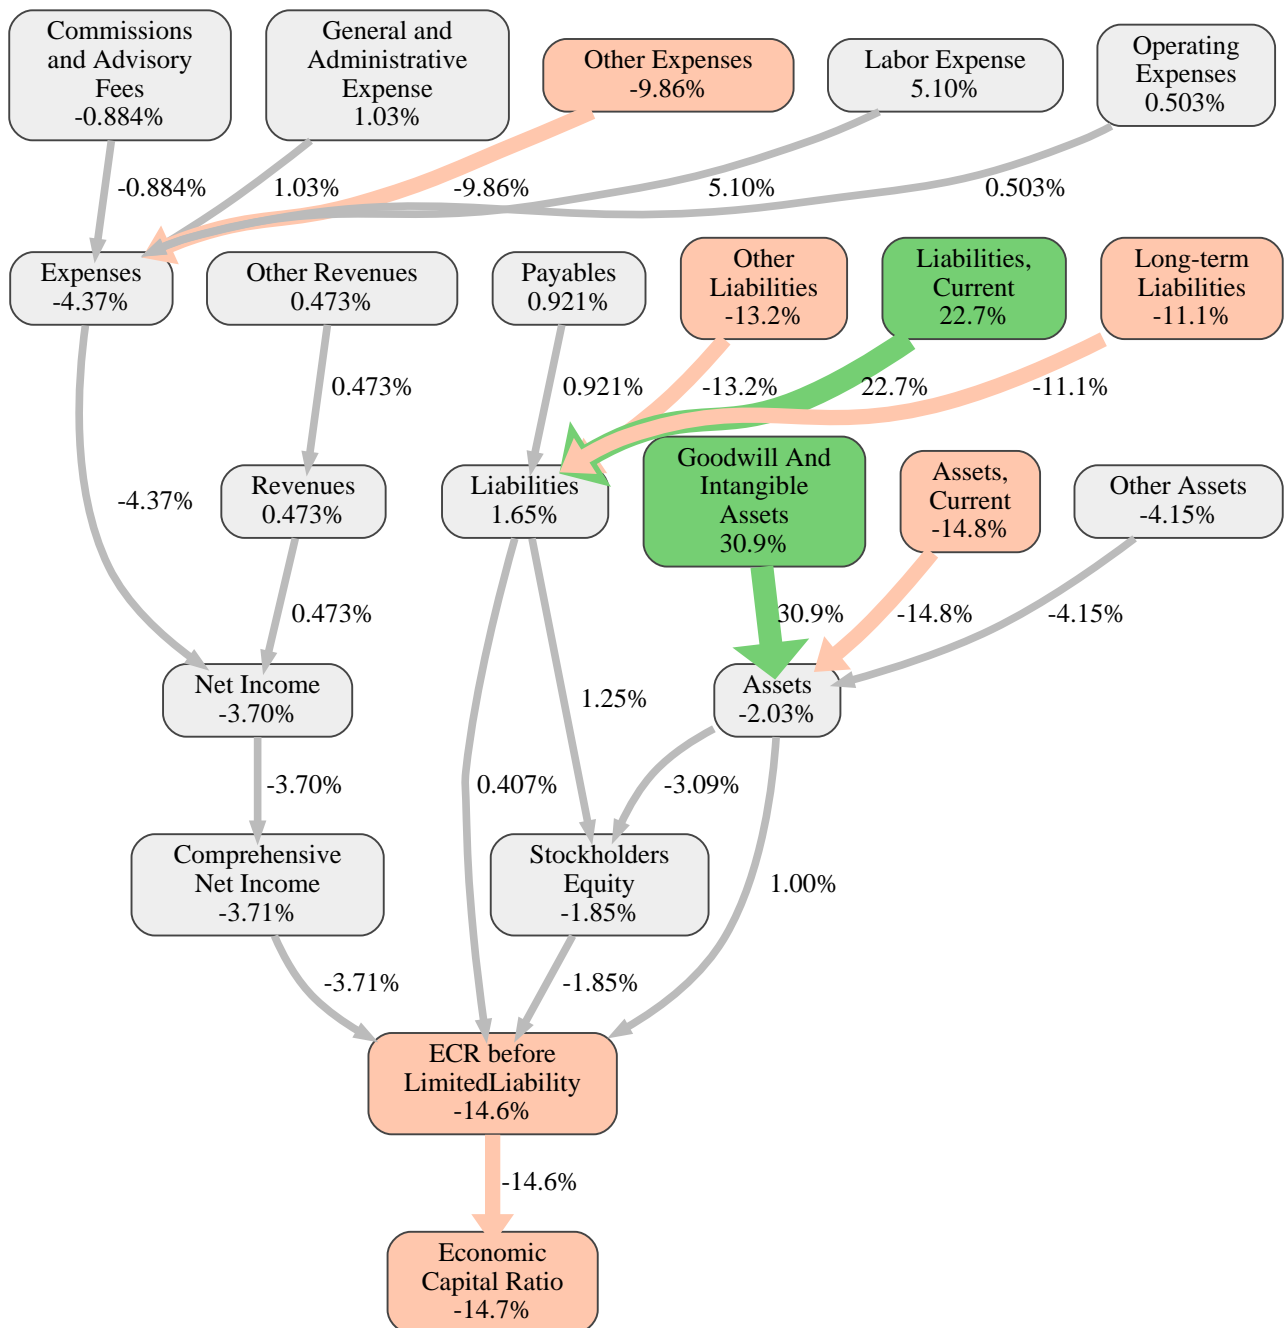 Commissions
and Advisory
Fees
-0.884%
General and
Administrative
Expense
1.03%
Other Expenses
-9.86%
Labor Expense
5.10%
Operating
Expenses
0.503%
-0.884%
1.03%
-9.86%
5.10%
0.503%
Expenses
-4.37%
Other Revenues
0.473%
Payables
0.921%
Other
Liabilities
-13.2%
Liabilities,
Current
22.7%
Long-term
Liabilities
-11.1%
0.473%
0.921%
-13.2%
22.7%
-11.1%
-4.37%
Revenues
0.473%
Liabilities
1.65%
Goodwill And
Intangible
Assets
30.9%
Assets,
Current
-14.8%
Other Assets
-4.15%
0.473%
30.9%
-14.8%
-4.15%
Net Income
-3.70%
1.25%
Assets
-2.03%
-3.70%
0.407%
-3.09%
Comprehensive
Net Income
-3.71%
Stockholders
Equity
-1.85%
1.00%
-3.71%
-1.85%
ECR before
LimitedLiability
-14.6%
-14.6%
Economic
Capital Ratio
-14.7%